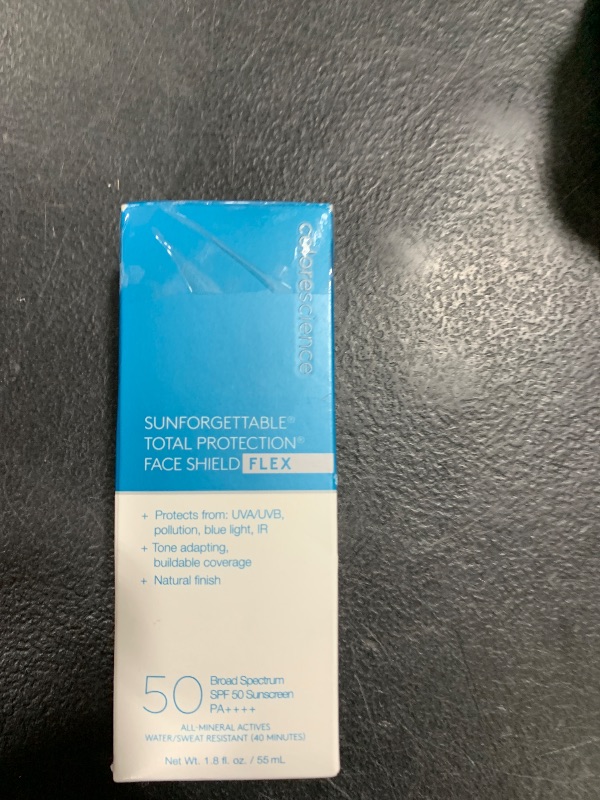 colorescience
SUNFORGETTABLE®
TOTAL PROTECTION®
FACE SHIELD FLEX
+ Protects from: UVA/UVB,
pollution, blue light, IR
+ Tone adapting,
buildable coverage
+ Natural finish
50 Broad Spectrum
SPF 50 Sunscreen
PA++++
ALL-MINERAL ACTIVES
WATER/SWEAT RESISTANT (40 MINUTES)
Net Wt. 1.8 fl. oz. / 55 mL